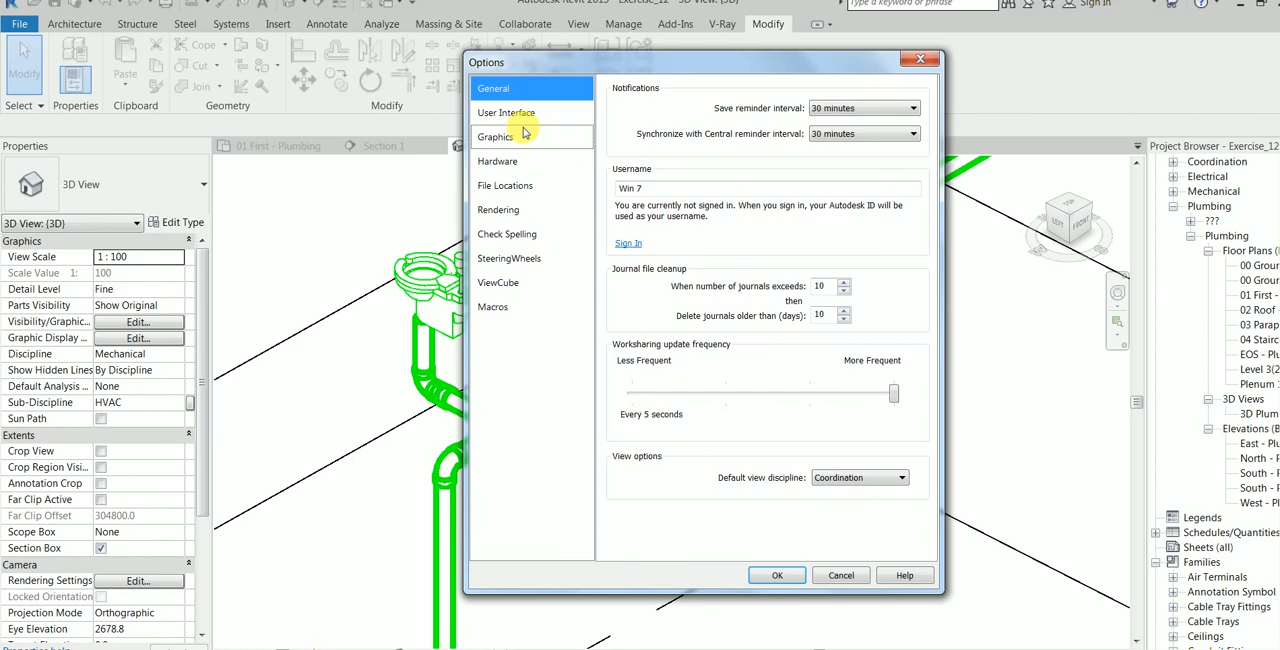 Autodesk Revit 2019 - Exercise_12 - 3D View: {3D}
Type a keyword or phrase
Sign In
File Architecture Structure Steel Systems Insert Annotate Analyze Massing & Site Collaborate View Manage Add-Ins V-Ray Modify
Modify
Paste
Cope
Cut
Join
Select Properties Clipboard Geometry Modify
01 First - Plumbing
Section 1
Properties
3D View
3D View: {3D}
Edit Type
Graphics
View Scale 1 : 100
Scale Value 1: 100
Detail Level Fine
Parts Visibility Show Original
Visibility/Graphic... Edit...
Graphic Display ... Edit...
Discipline Mechanical
Show Hidden Lines By Discipline
Default Analysis ... None
Sub-Discipline HVAC
Sun Path
Extents
Crop View
Crop Region Visi...
Annotation Crop
Far Clip Active
Far Clip Offset 304800.0
Scope Box None
Section Box
Camera
Rendering Settings Edit...
Locked Orientation
Projection Mode Orthographic
Eye Elevation 2678.8
Properties help
Options
General
User Interface
Graphics
Hardware
File Locations
Rendering
Check Spelling
SteeringWheels
ViewCube
Macros
Notifications
Save reminder interval: 30 minutes
Synchronize with Central reminder interval: 30 minutes
Username
Win 7
You are currently not signed in. When you sign in, your Autodesk ID will be
used as your username.
Sign In
Journal file cleanup
When number of journals exceeds: 10
then
Delete journals older than (days): 10
Worksharing update frequency
Less Frequent More Frequent
Every 5 seconds
View options
Default view discipline: Coordination
OK Cancel Help
TOP
LEFT
FRONT
Project Browser - Exercise_12
Coordination
Electrical
Mechanical
Plumbing
???
Plumbing
Floor Plans (
00 Grour
00 Grour
01 First -
02 Roof
03 Parap
04 Stairc
EOS - Pl
Level 3(2
Plenum
3D Views
3D Plum
Elevations (B
East - Pl
North -
South -
South -
West - P
Legends
Schedules/Quantities
Sheets (all)
Families
Air Terminals
Annotation Symbol
Cable Tray Fittings
Cable Trays
Ceilings